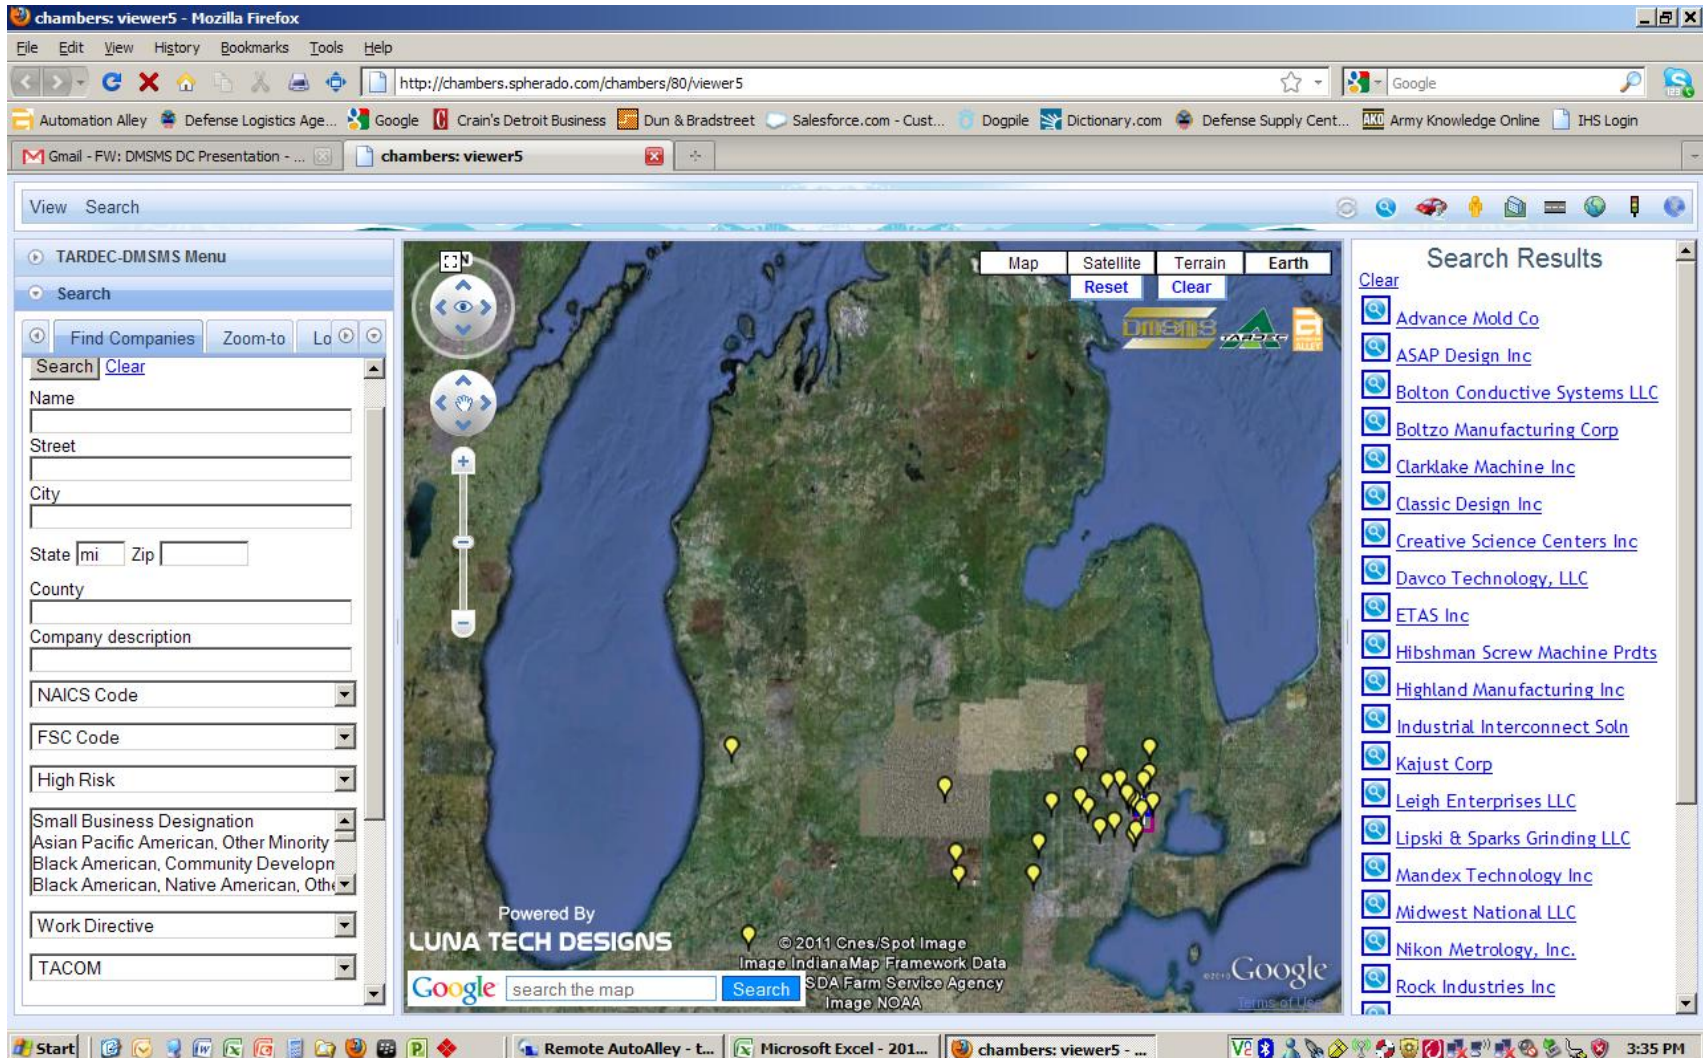 chambers: viewer5 - Mozilla Firefox
File Edit View History Bookmarks Tools Help
http://chambers.spherado.com/chambers/80/viewer5
Google
Automation Alley Defense Logistics Age... Google Crain's Detroit Business Dun & Bradstreet Salesforce.com - Cust... Dogpile Dictionary.com Defense Supply Cent... AKO Army Knowledge Online IHS Login
Gmail - FW: DMSMS DC Presentation - ... chambers: viewer5
View Search
TARDEC-DMSMS Menu
Search
Find Companies Zoom-to Lo
Search Clear
Name
Street
City
State mi Zip
County
Company description
NAICS Code
FSC Code
High Risk
Small Business Designation
Asian Pacific American, Other Minority
Black American, Community Developm
Black American, Native American, Othe
Work Directive
TACOM
N
Map Satellite Terrain Earth
Reset Clear
DMSMS TARDEC ALLEY
Powered By
LUNA TECH DESIGNS
©2011 Cnes/Spot Image
Image IndianaMap Framework Data
SDA Farm Service Agency
Image NOAA
©2010 Google
Terms of Use
Google search the map Search
Search Results
Clear
Advance Mold Co
ASAP Design Inc
Bolton Conductive Systems LLC
Boltzo Manufacturing Corp
Clarklake Machine Inc
Classic Design Inc
Creative Science Centers Inc
Davco Technology, LLC
ETAS Inc
Hibshman Screw Machine Prdts
Highland Manufacturing Inc
Industrial Interconnect Soln
Kajust Corp
Leigh Enterprises LLC
Lipski & Sparks Grinding LLC
Mandex Technology Inc
Midwest National LLC
Nikon Metrology, Inc.
Rock Industries Inc
Start Remote AutoAlley - t... Microsoft Excel - 201... chambers: viewer5 - ... 3:35 PM